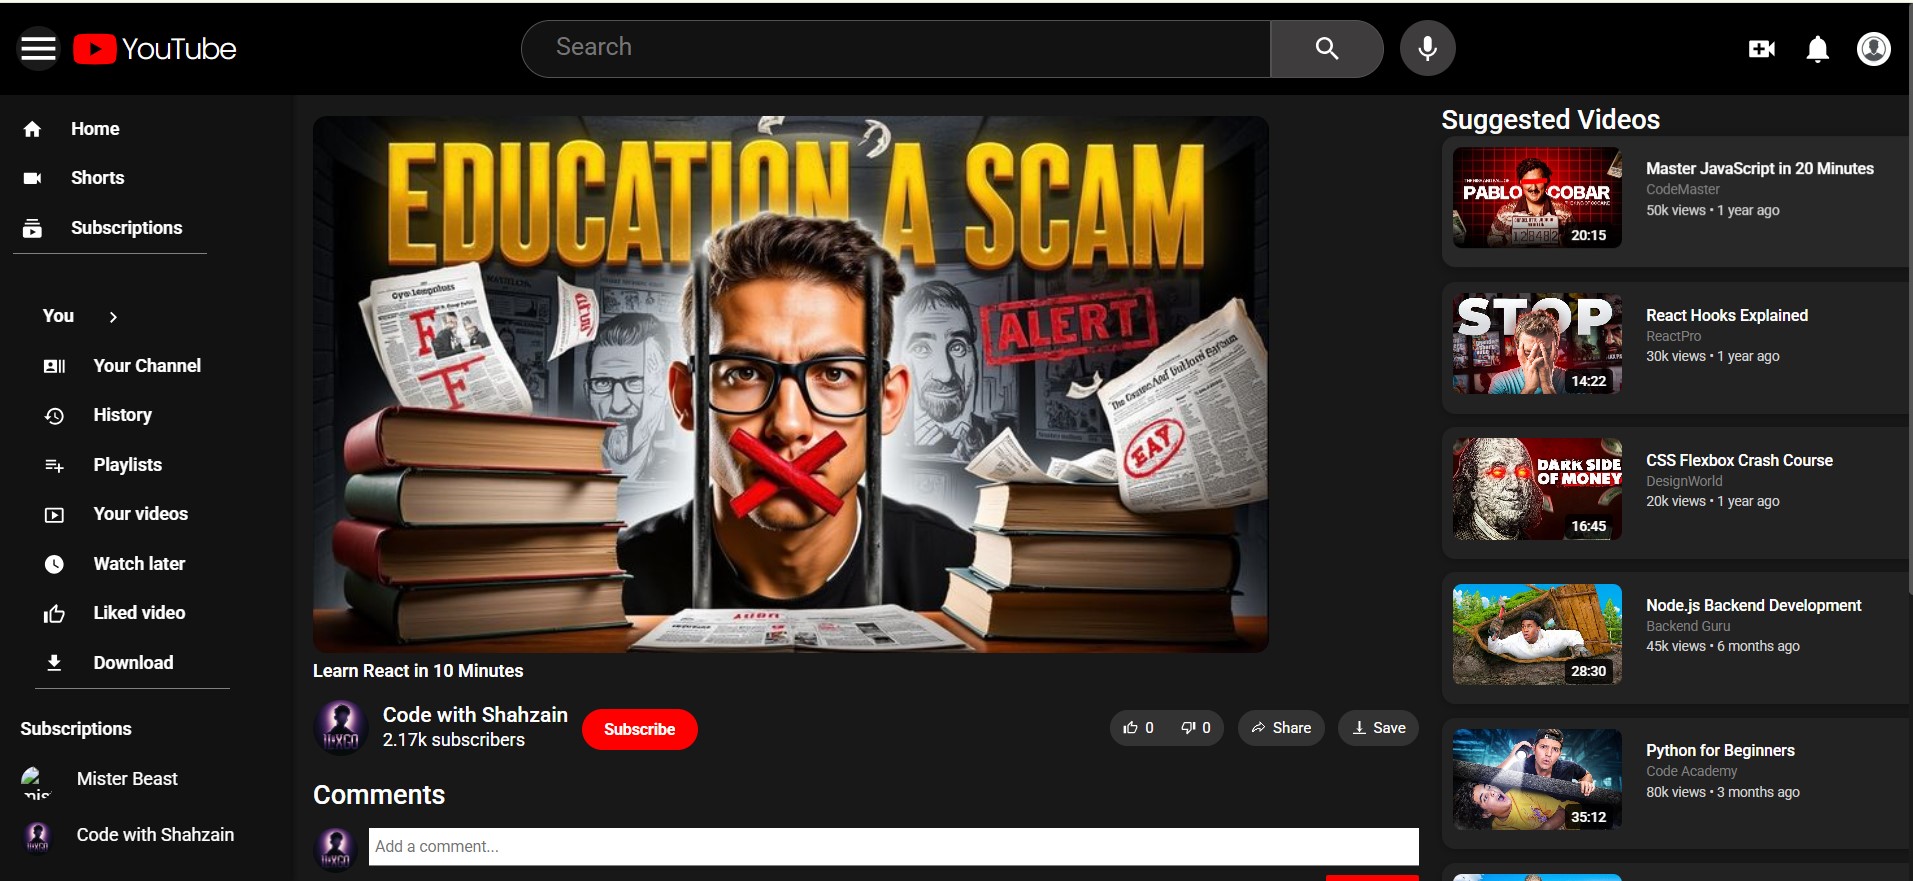 YouTube
Search
Home
Shorts
Subscriptions
You
Your Channel
History
Playlists
Your videos
Watch later
Liked video
Download
Subscriptions
Mister Beast
Code with Shahzain
EDUCATION A SCAM
F
F
ALERT
EAY
Learn React in 10 Minutes
Code with Shahzain
2.17k subscribers
Subscribe
0
0
Share
Save
Comments
Add a comment...
Suggested Videos
PABLO COBAR
20:15
Master JavaScript in 20 Minutes
CodeMaster
50k views • 1 year ago
STOP
14:22
React Hooks Explained
ReactPro
30k views • 1 year ago
DARK SIDE
OF MONEY
16:45
CSS Flexbox Crash Course
DesignWorld
20k views • 1 year ago
28:30
Node.js Backend Development
Backend Guru
45k views • 6 months ago
35:12
Python for Beginners
Code Academy
80k views • 3 months ago